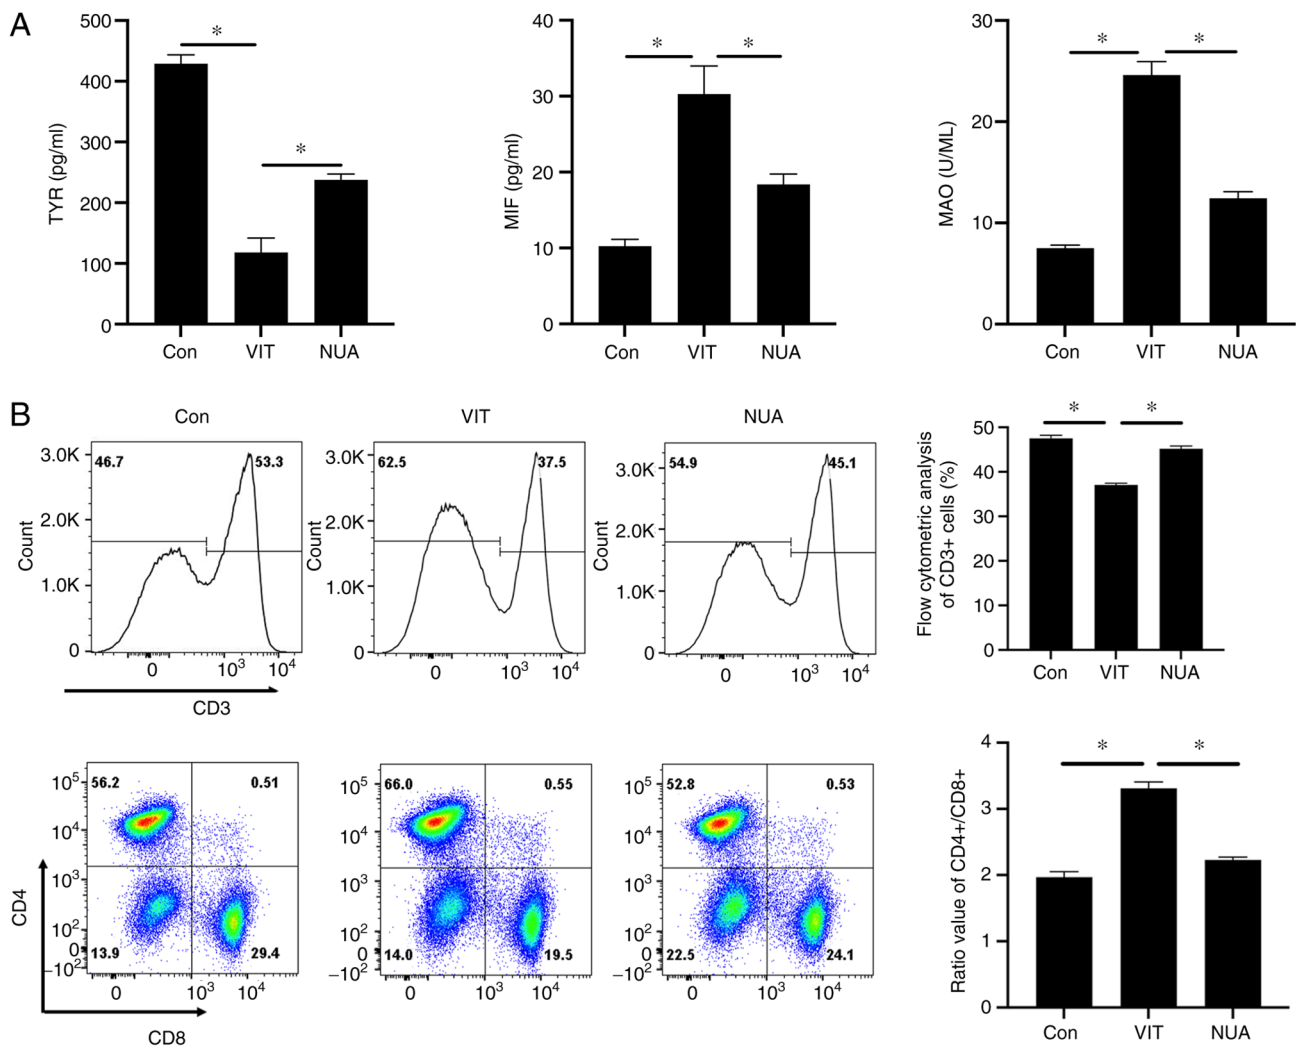 A
500
400
300
200
100
0
TYR (pg/ml)
*
*
Con VIT NUA
40
30
20
10
0
MIF (pg/ml)
* *
Con VIT NUA
30
20
10
0
MAO (U/ML)
* *
Con VIT NUA
B
Con
3.0K
2.0K
1.0K
0
Count
46.7 53.3
0 10³ 10⁴
CD3
VIT
3.0K
2.0K
1.0K
0
Count
62.5 37.5
0 10³ 10⁴
NUA
3.0K
2.0K
1.0K
0
Count
54.9 45.1
0 10³ 10⁴
50
40
30
20
10
0
Flow cytometric analysis
of CD3+ cells (%)
* *
Con VIT NUA
10⁵
10⁴
10³
10²
0
−10²
CD4
56.2 0.51
13.9 29.4
0 10³ 10⁴
CD8
10⁵
10⁴
10³
10²
0
−10²
66.0 0.55
14.0 19.5
0 10³ 10⁴
10⁵
10⁴
10³
10²
0
−10²
52.8 0.53
22.5 24.1
0 10³ 10⁴
4
3
2
1
0
Ratio value of CD4+/CD8+
* *
Con VIT NUA